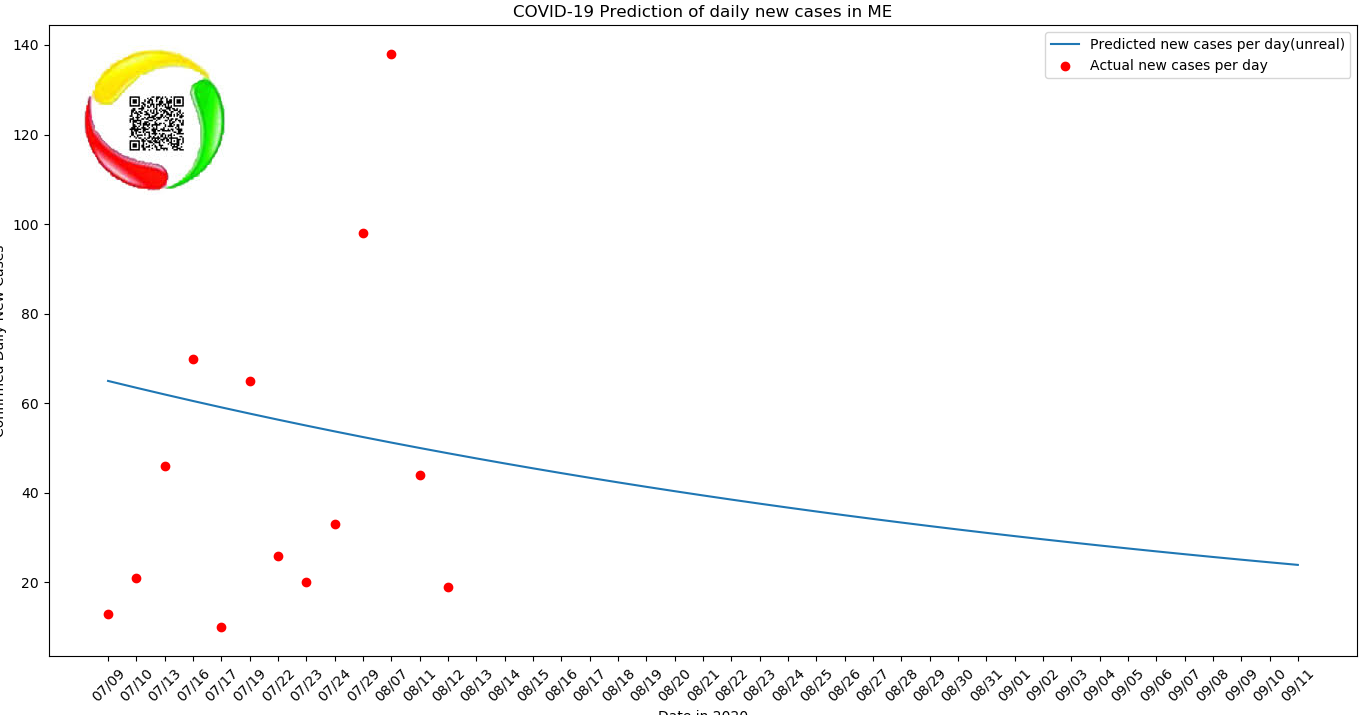 COVID-19 Prediction of daily new cases in ME
Predicted new cases per day(unreal)
Actual new cases per day
140
120
100
80
60
40
20
Confirmed Daily New Cases
07/09 07/10 07/13 07/16 07/17 07/19 07/22 07/23 07/24 07/29 08/07 08/11 08/12 08/13 08/14 08/15 08/16 08/17 08/18 08/19 08/20 08/21 08/22 08/23 08/24 08/25 08/26 08/27 08/28 08/29 08/30 08/31 09/01 09/02 09/03 09/04 09/05 09/06 09/07 09/08 09/09 09/10 09/11
Date in 2020